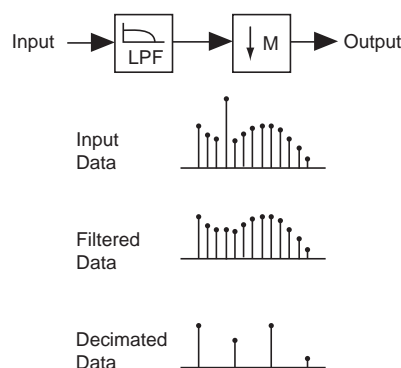 Input
LPF
M
Output
Input
Data
Filtered
Data
Decimated
Data